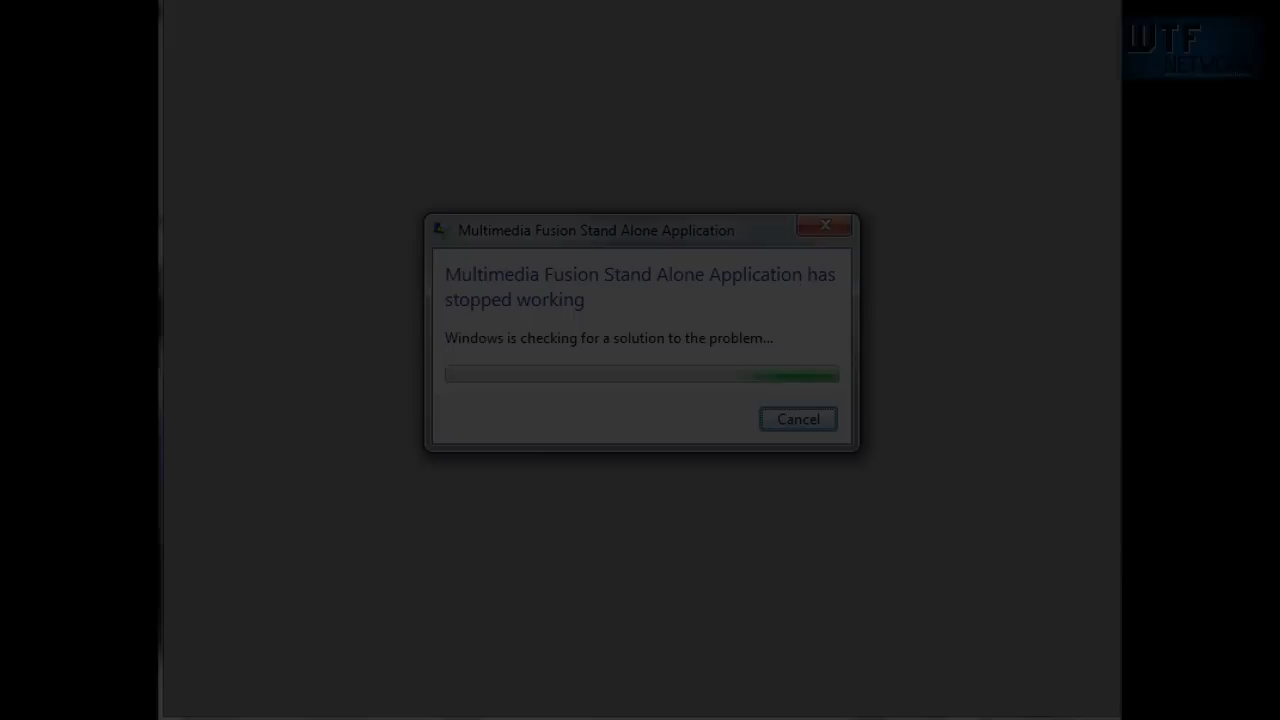 WTF
NETWORK
Multimedia Fusion Stand Alone Application
Multimedia Fusion Stand Alone Application has
stopped working
Windows is checking for a solution to the problem...
Cancel